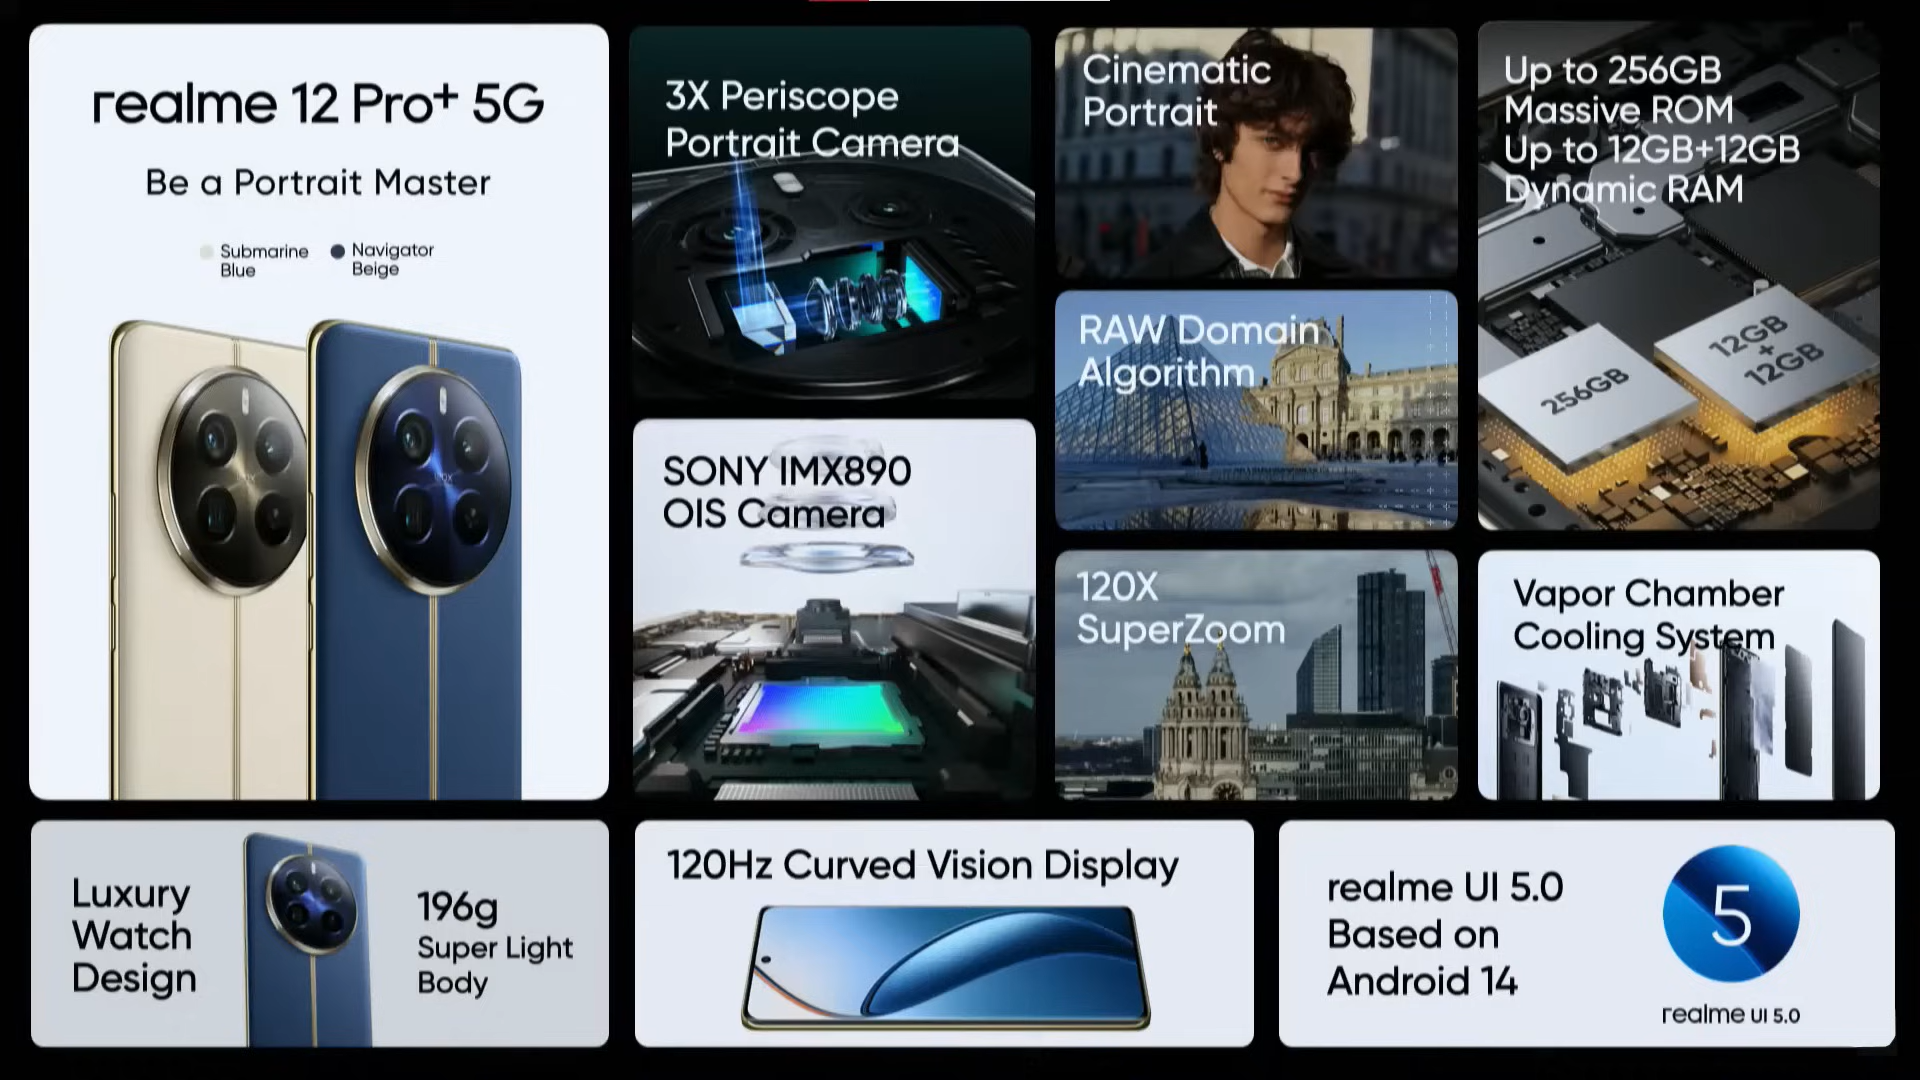 realme 12 Pro+ 5G
Be a Portrait Master
Submarine
Blue
Navigator
Beige
3X Periscope
Portrait Camera
SONY IMX890
OIS Camera
Cinematic
Portrait
RAW Domain
Algorithm
120X
SuperZoom
Up to 256GB
Massive ROM
Up to 12GB+12GB
Dynamic RAM
256GB
12GB
+
12GB
Vapor Chamber
Cooling System
Luxury
Watch
Design
196g
Super Light
Body
120Hz Curved Vision Display
realme UI 5.0
Based on
Android 14
5
realme UI 5.0